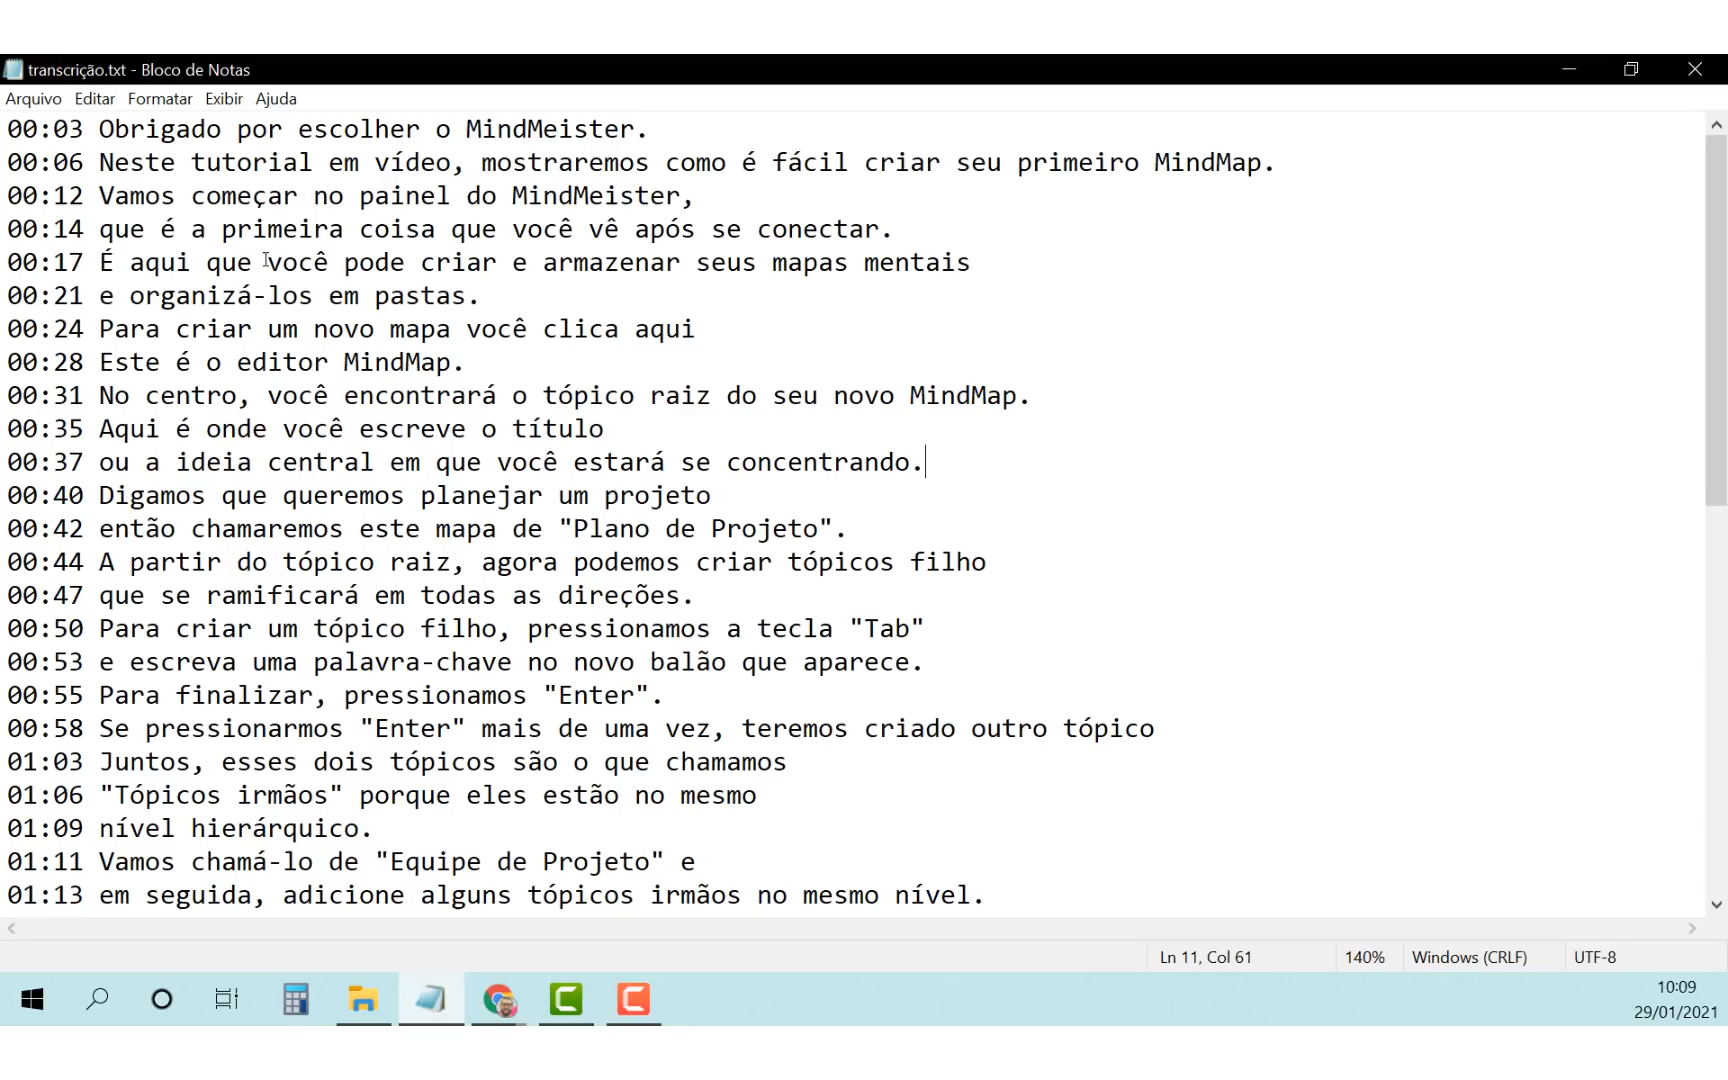 transcrição.txt - Bloco de Notas
Arquivo Editar Formatar Exibir Ajuda
00:03 Obrigado por escolher o MindMeister.
00:06 Neste tutorial em vídeo, mostraremos como é fácil criar seu primeiro MindMap.
00:12 Vamos começar no painel do MindMeister,
00:14 que é a primeira coisa que você vê após se conectar.
00:17 É aqui que você pode criar e armazenar seus mapas mentais
00:21 e organizá-los em pastas.
00:24 Para criar um novo mapa você clica aqui
00:28 Este é o editor MindMap.
00:31 No centro, você encontrará o tópico raiz do seu novo MindMap.
00:35 Aqui é onde você escreve o título
00:37 ou a ideia central em que você estará se concentrando.
00:40 Digamos que queremos planejar um projeto
00:42 então chamaremos este mapa de "Plano de Projeto".
00:44 A partir do tópico raiz, agora podemos criar tópicos filho
00:47 que se ramificará em todas as direções.
00:50 Para criar um tópico filho, pressionamos a tecla "Tab"
00:53 e escreva uma palavra-chave no novo balão que aparece.
00:55 Para finalizar, pressionamos "Enter".
00:58 Se pressionarmos "Enter" mais de uma vez, teremos criado outro tópico
01:03 Juntos, esses dois tópicos são o que chamamos
01:06 "Tópicos irmãos" porque eles estão no mesmo
01:09 nível hierárquico.
01:11 Vamos chamá-lo de "Equipe de Projeto" e
01:13 em seguida, adicione alguns tópicos irmãos no mesmo nível.
Ln 11, Col 61 140% Windows (CRLF) UTF-8
10:09
29/01/2021